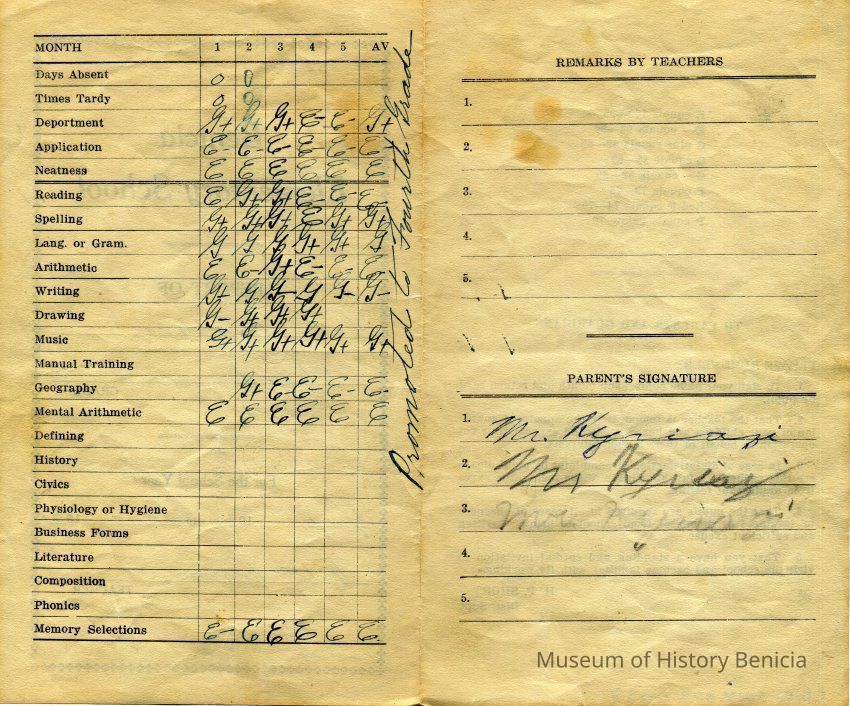 MONTH 1 2 3 4 5 AV
Days Absent 0 0
Times Tardy 0 0
Deportment G+ G+ G+ E- E- G+
Application E E- E- E E- E
Neatness E E E E E E
Reading E G+ G+ E E- E
Spelling G+ G+ G+ E G+ G+
Lang. or Gram. G G G G+ G+ G
Arithmetic E E- G+ E- E- E
Writing G+ G G- G G- G-
Drawing G- G+ G+ G+
Music G+ G+ G+ G+ G+ G+
Manual Training
Geography G+ E E- E- E-
Mental Arithmetic E E E E E E
Defining
History
Civics
Physiology or Hygiene
Business Forms
Literature
Composition
Phonics
Memory Selections E- E E E E E
Promoted to Fourth Grade
REMARKS BY TEACHERS
1.
2.
3.
4.
5.
PARENT'S SIGNATURE
1. Mr. Kyriazi
2. Mr Kyriazi
3.
4.
5.
Museum of History Benicia